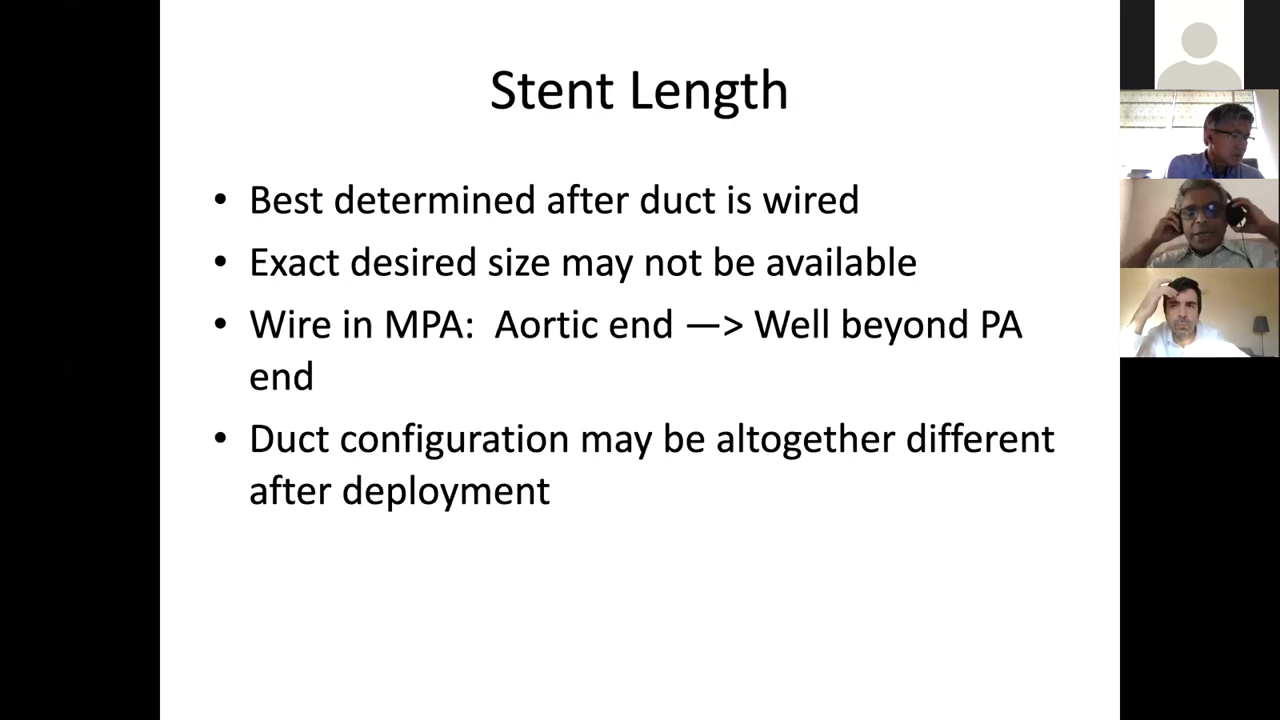 Stent Length
• Best determined after duct is wired
• Exact desired size may not be available
• Wire in MPA:  Aortic end —> Well beyond PA
end
• Duct configuration may be altogether different
after deployment